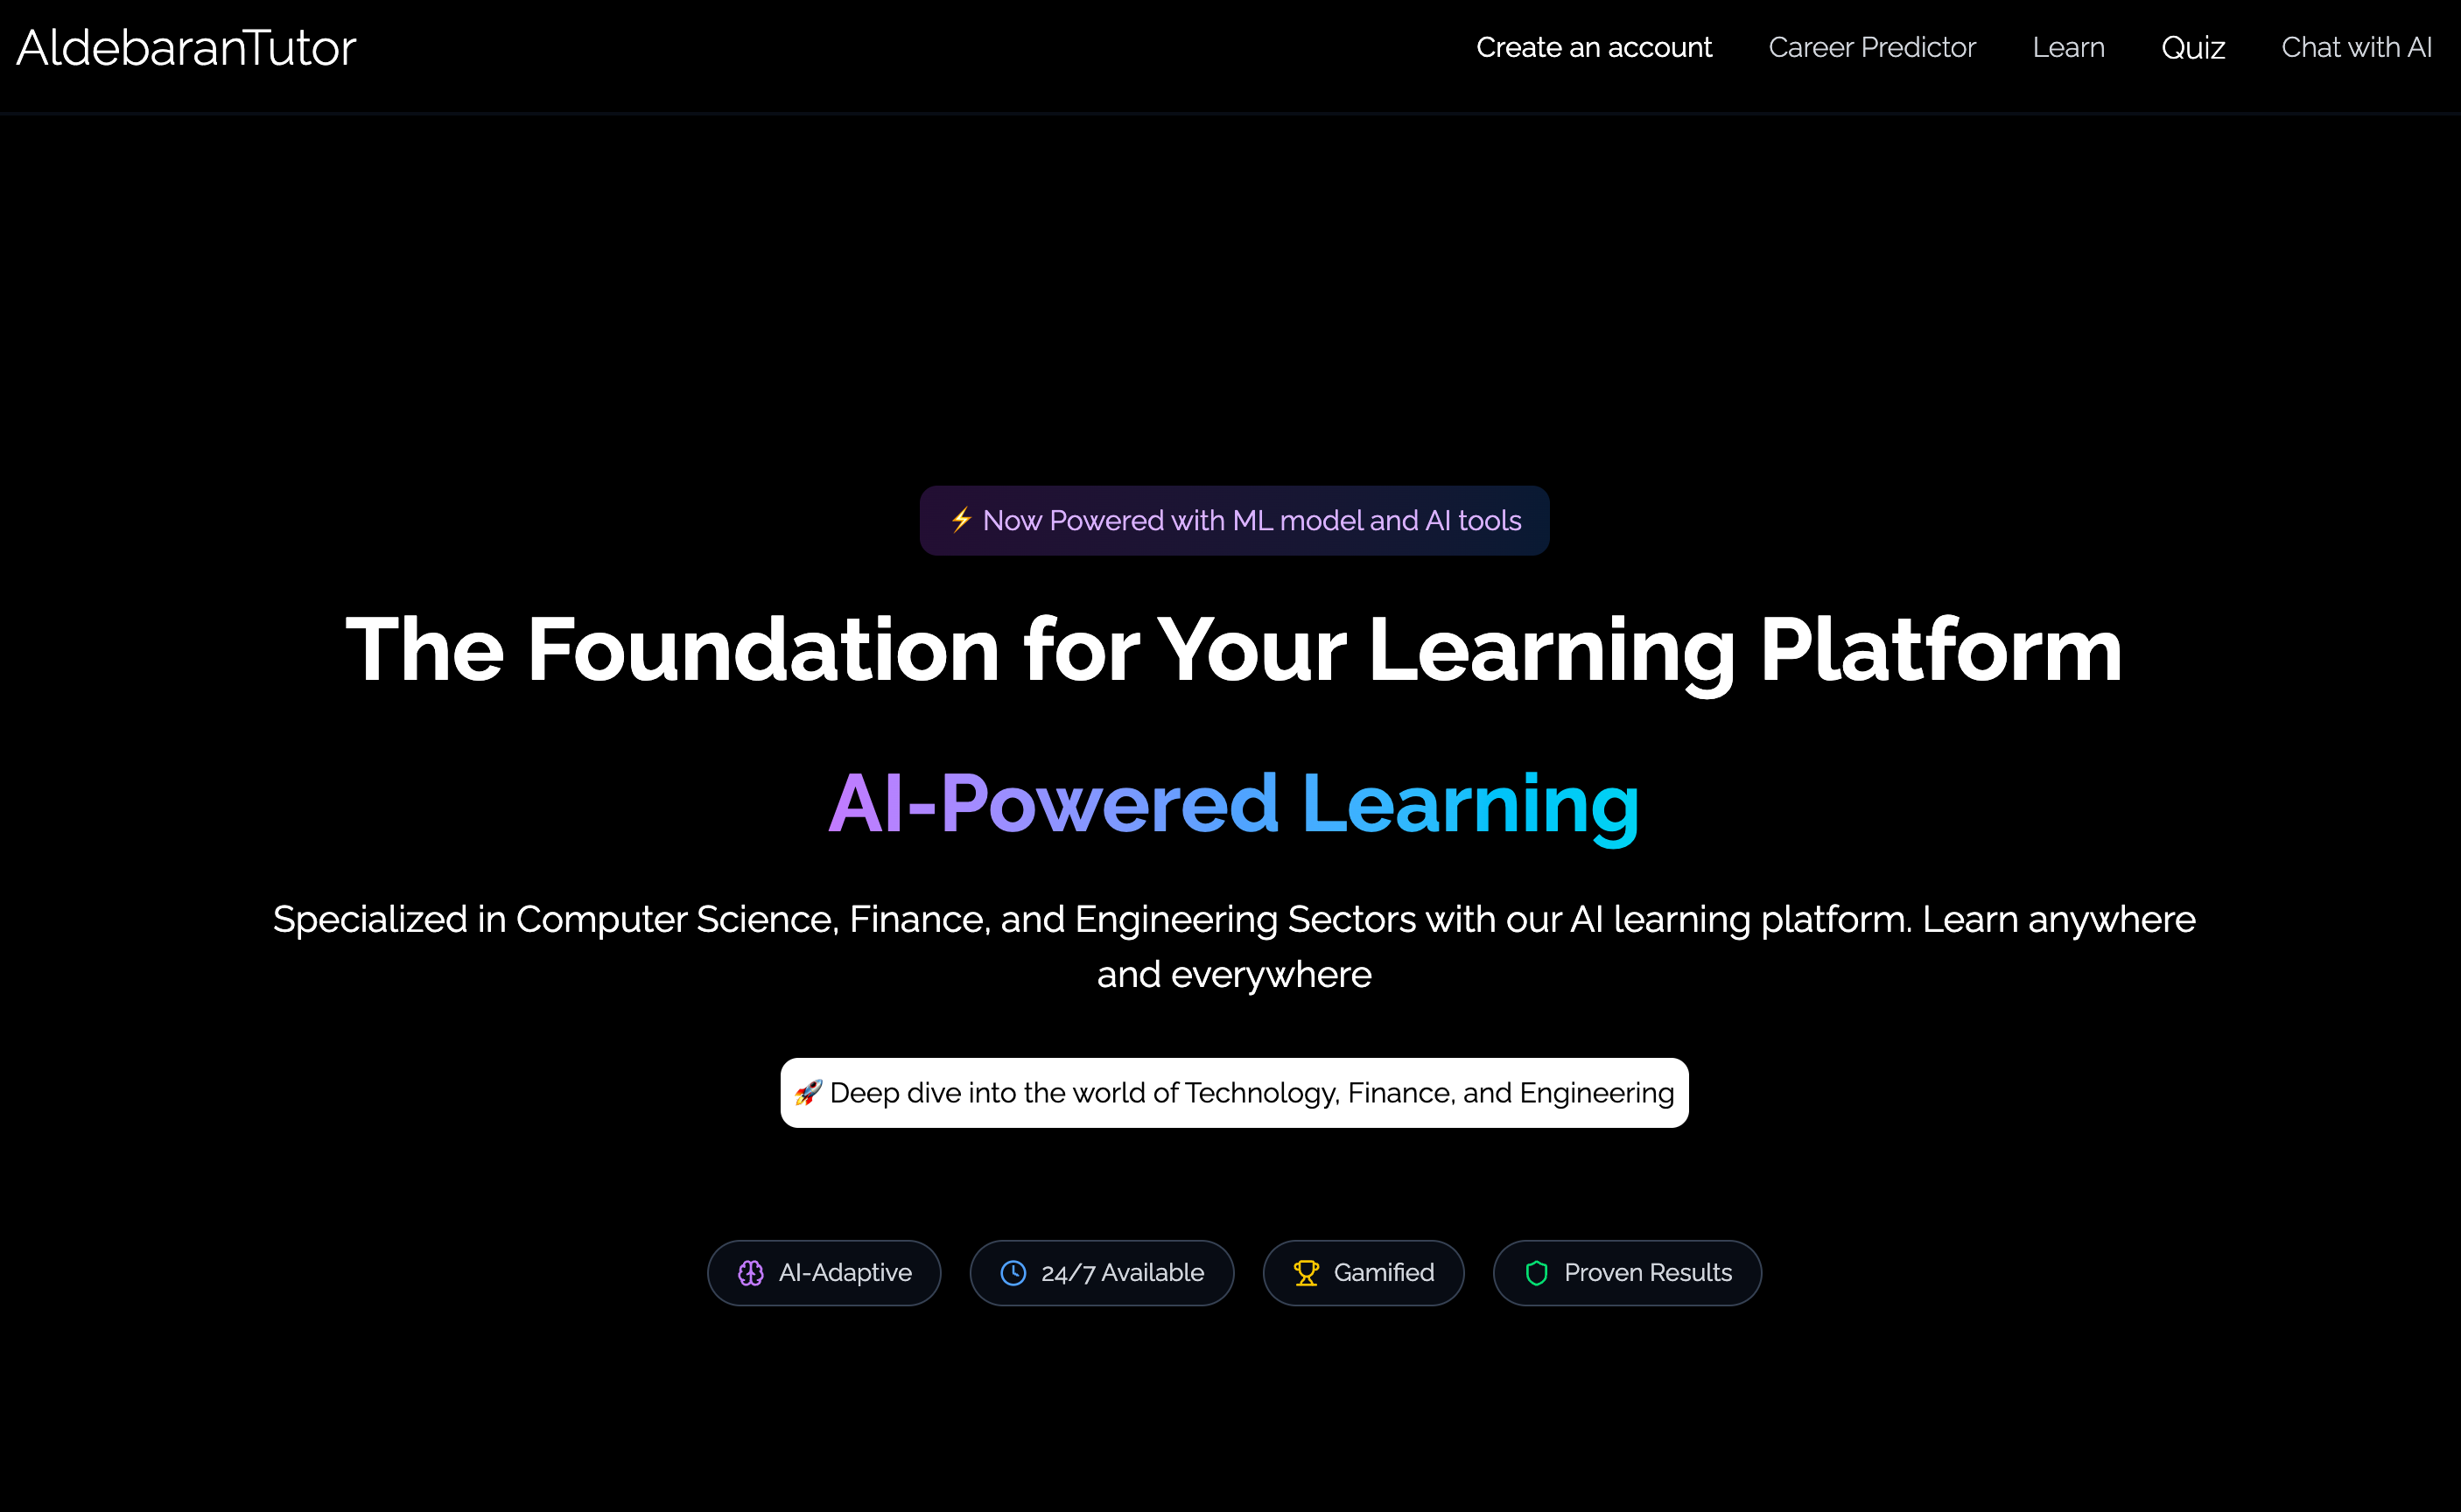 AldebaranTutor
Create an account
Career Predictor
Learn
Quiz
Chat with AI
⚡ Now Powered with ML model and AI tools
The Foundation for Your Learning Platform
AI-Powered Learning
Specialized in Computer Science, Finance, and Engineering Sectors with our AI learning platform. Learn anywhere
and everywhere
🚀 Deep dive into the world of Technology, Finance, and Engineering
AI-Adaptive
24/7 Available
Gamified
Proven Results